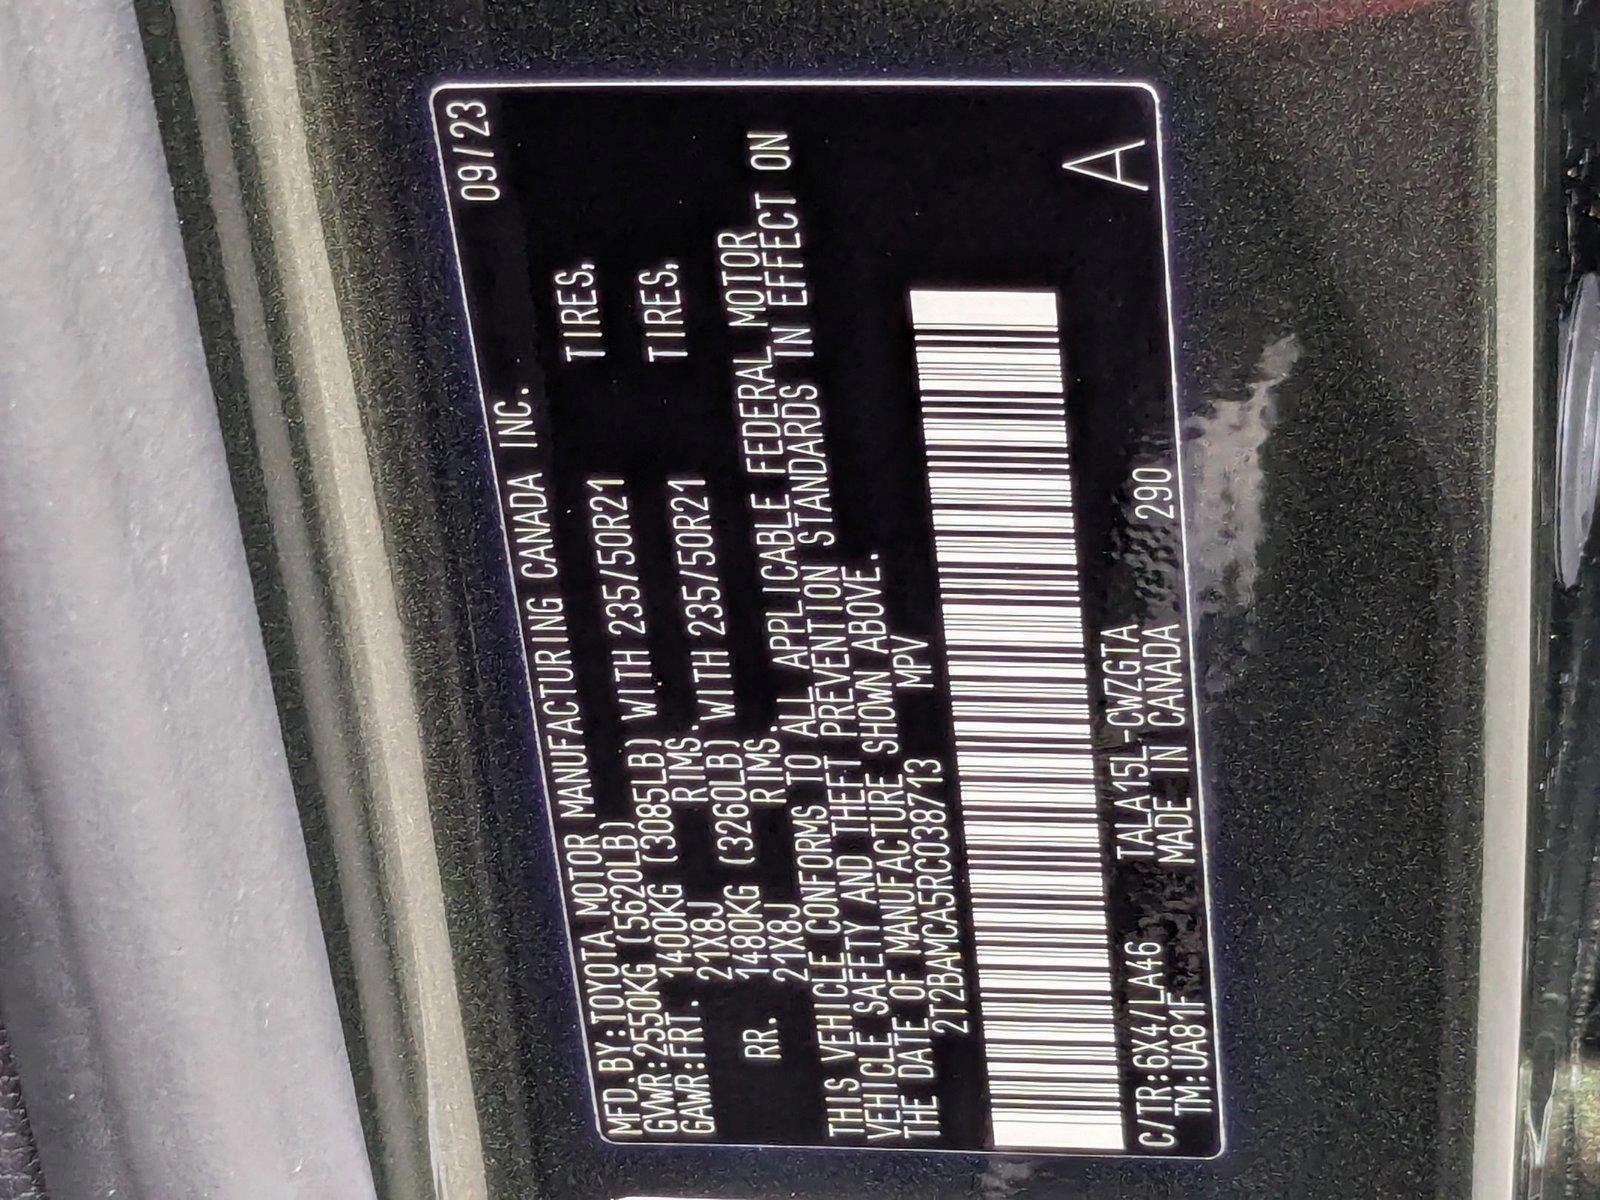 MFD.BY:TOYOTA MOTOR MANUFACTURING CANADA INC. 09/23
GVWR:2550KG (5620LB)
GAWR:FRT. 1400KG (3085LB) WITH 235/50R21 TIRES,
21X8J RIMS.
RR. 1480KG (3260LB) WITH 235/50R21 TIRES,
21X8J RIMS.
THIS VEHICLE CONFORMS TO ALL APPLICABLE FEDERAL MOTOR
VEHICLE SAFETY AND THEFT PREVENTION STANDARDS IN EFFECT ON
THE DATE OF MANUFACTURE SHOWN ABOVE.
2T2BAMCA5RC038713 MPV
C/TR:6X4/LA46 TALA15L-CWZGTA
TM:UA81F MADE IN CANADA 290
A